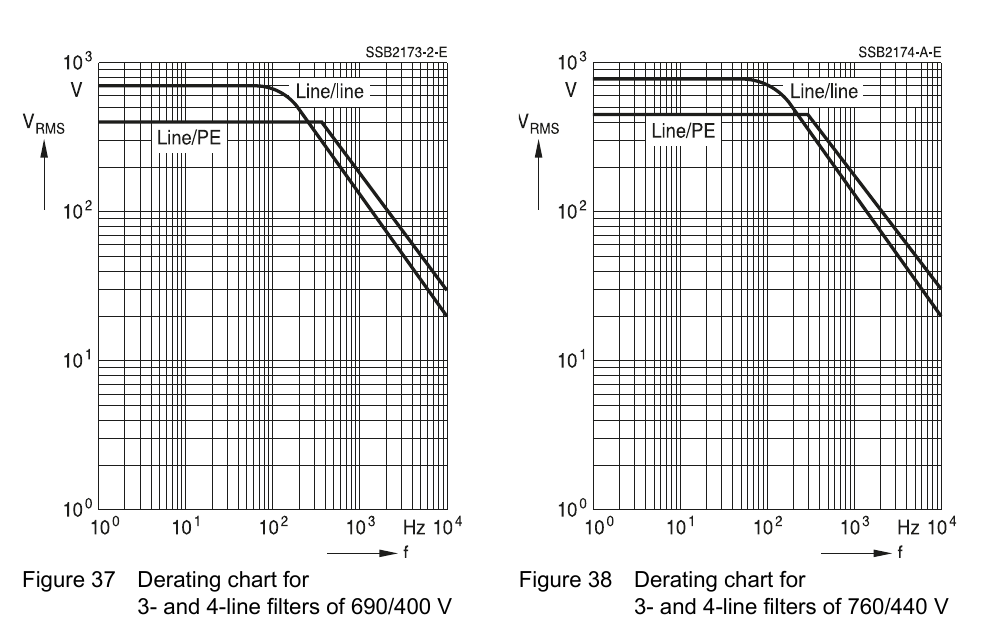 SSB2173-2-E
10³
V
V_RMS
Line/line
Line/PE
10²
10¹
10⁰
10⁰ 10¹ 10² 10³ Hz 10⁴
f
Figure 37 Derating chart for
3- and 4-line filters of 690/400 V
SSB2174-A-E
10³
V
V_RMS
Line/line
Line/PE
10²
10¹
10⁰
10⁰ 10¹ 10² 10³ Hz 10⁴
f
Figure 38 Derating chart for
3- and 4-line filters of 760/440 V